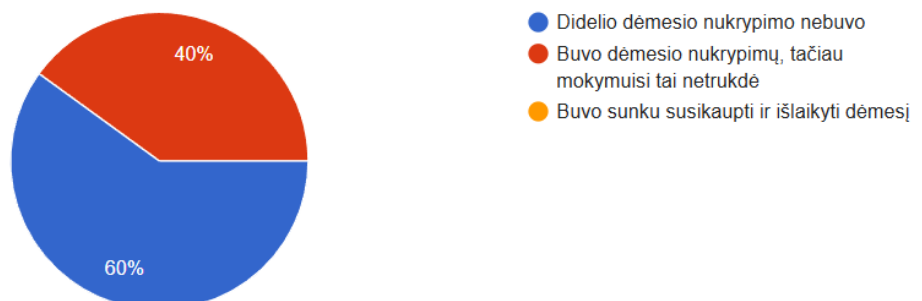 40%
60%
Didelio dėmesio nukrypimo nebuvo
Buvo dėmesio nukrypimų, tačiau
mokymuisi tai netrukdė
Buvo sunku susikaupti ir išlaikyti dėmesį